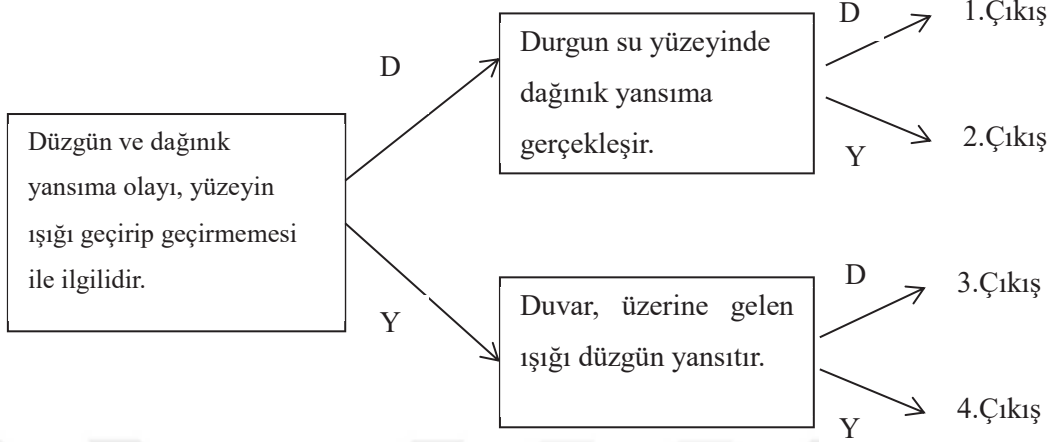 Düzgün ve dağınık
yansıma olayı, yüzeyin
ışığı geçirip geçirmemesi
ile ilgilidir.
D
Y
Durgun su yüzeyinde
dağınık yansıma
gerçekleşir.
D
1.Çıkış
Y
2.Çıkış
Duvar, üzerine gelen
ışığı düzgün yansıtır.
D
3.Çıkış
Y
4.Çıkış